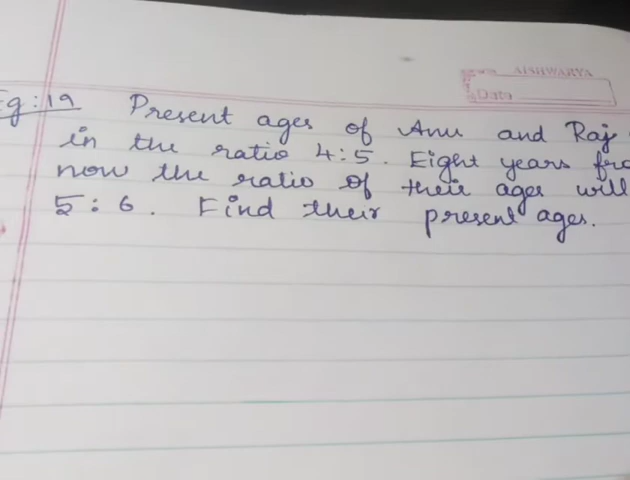 AISHWARYA
Date
Eg:19 Present ages of Anu and Raj
in the ratio 4:5. Eight years fro
now the ratio of their ages will
5:6. Find their present ages.